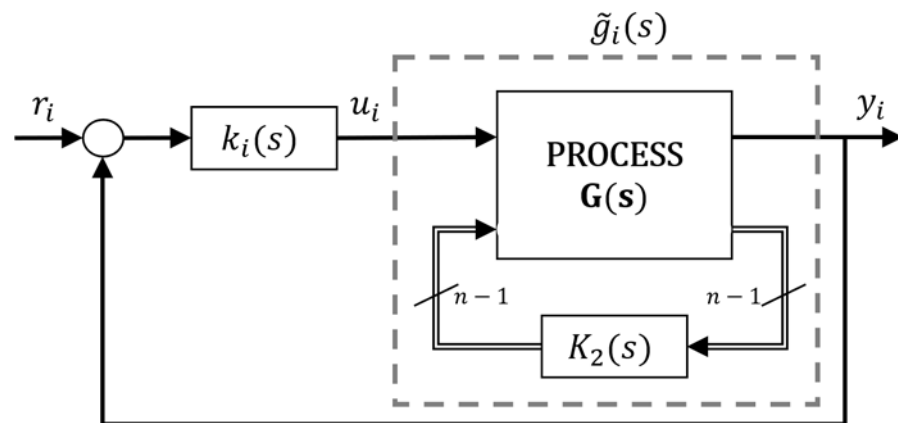 g̃ᵢ(s)
rᵢ
kᵢ(s)
uᵢ
PROCESS
G(s)
yᵢ
n − 1
n − 1
K₂(s)